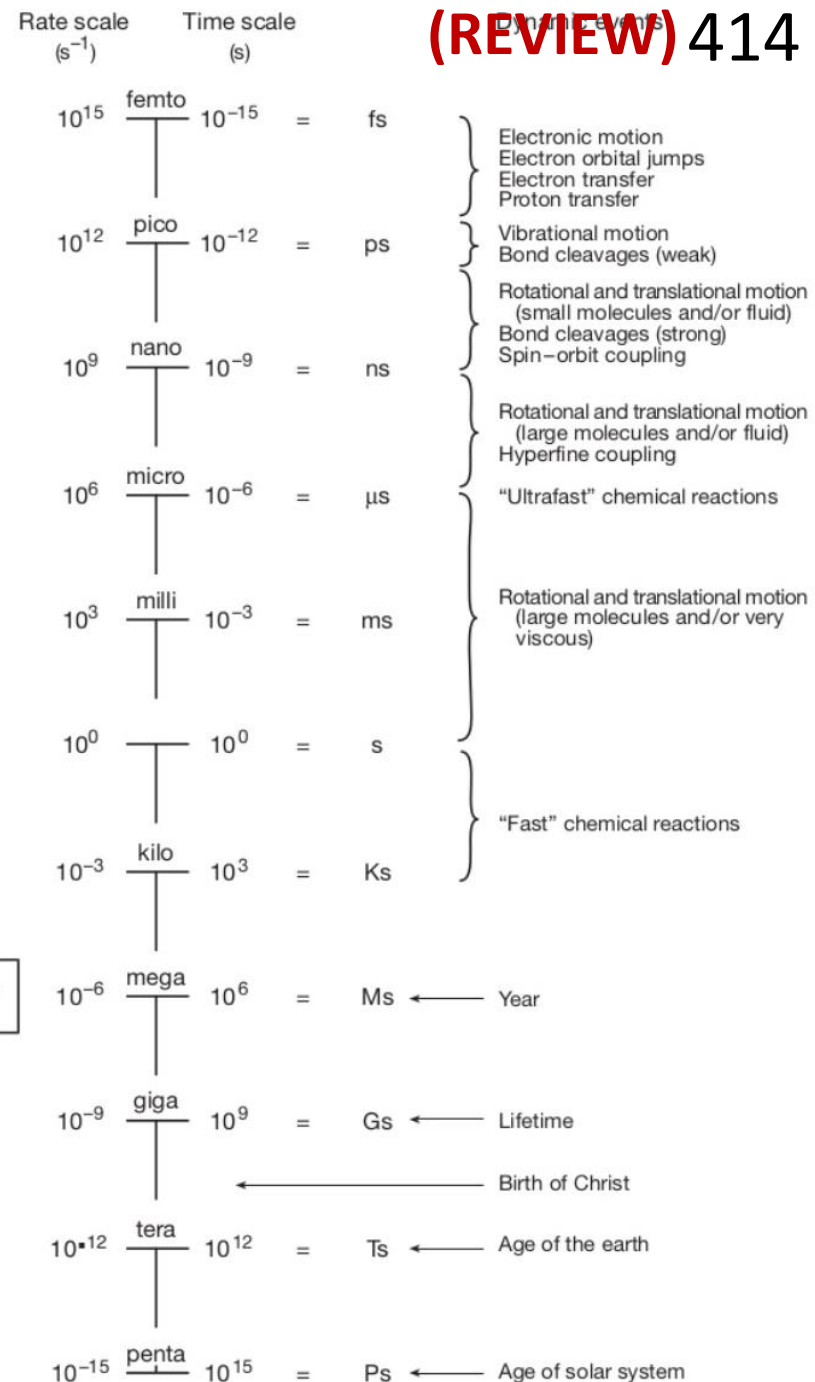 Rate scale Time scale Dynamic events (REVIEW) 414
(s⁻¹) (s)
femto
10¹⁵ 10⁻¹⁵ = fs
Electronic motion
Electron orbital jumps
Electron transfer
Proton transfer
pico
10¹² 10⁻¹² = ps
Vibrational motion
Bond cleavages (weak)
Rotational and translational motion
(small molecules and/or fluid)
Bond cleavages (strong)
Spin–orbit coupling
nano
10⁹ 10⁻⁹ = ns
Rotational and translational motion
(large molecules and/or fluid)
Hyperfine coupling
micro
10⁶ 10⁻⁶ = μs “Ultrafast” chemical reactions
milli
10³ 10⁻³ = ms
Rotational and translational motion
(large molecules and/or very
viscous)
10⁰ 10⁰ = s
“Fast” chemical reactions
kilo
10⁻³ 10³ = Ks
mega
10⁻⁶ 10⁶ = Ms Year
giga
10⁻⁹ 10⁹ = Gs Lifetime
Birth of Christ
tera
10▪12 10¹² = Ts Age of the earth
penta
10⁻¹⁵ 10¹⁵ = Ps Age of solar system